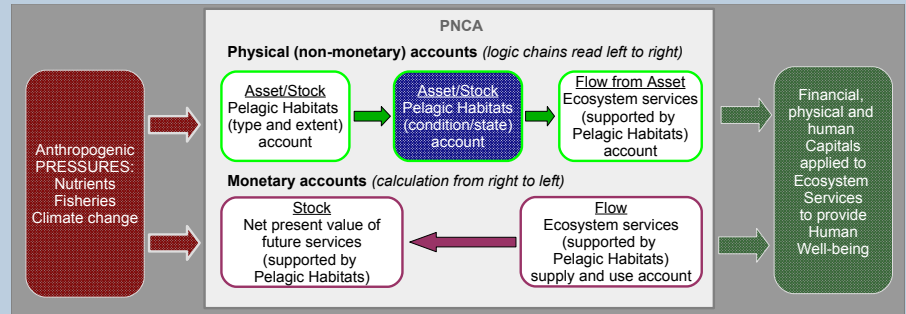 PNCA
Physical (non-monetary) accounts (logic chains read left to right)
Asset/Stock
Pelagic Habitats
(type and extent)
account
Asset/Stock
Pelagic Habitats
(condition/state)
account
Flow from Asset
Ecosystem services
(supported by
Pelagic Habitats)
account
Anthropogenic
PRESSURES:
Nutrients
Fisheries
Climate change
Monetary accounts (calculation from right to left)
Stock
Net present value of
future services
(supported by
Pelagic Habitats)
Flow
Ecosystem services
(supported by
Pelagic Habitats)
supply and use account
Financial,
physical and
human
Capitals
applied to
Ecosystem
Services
to provide
Human
Well-being